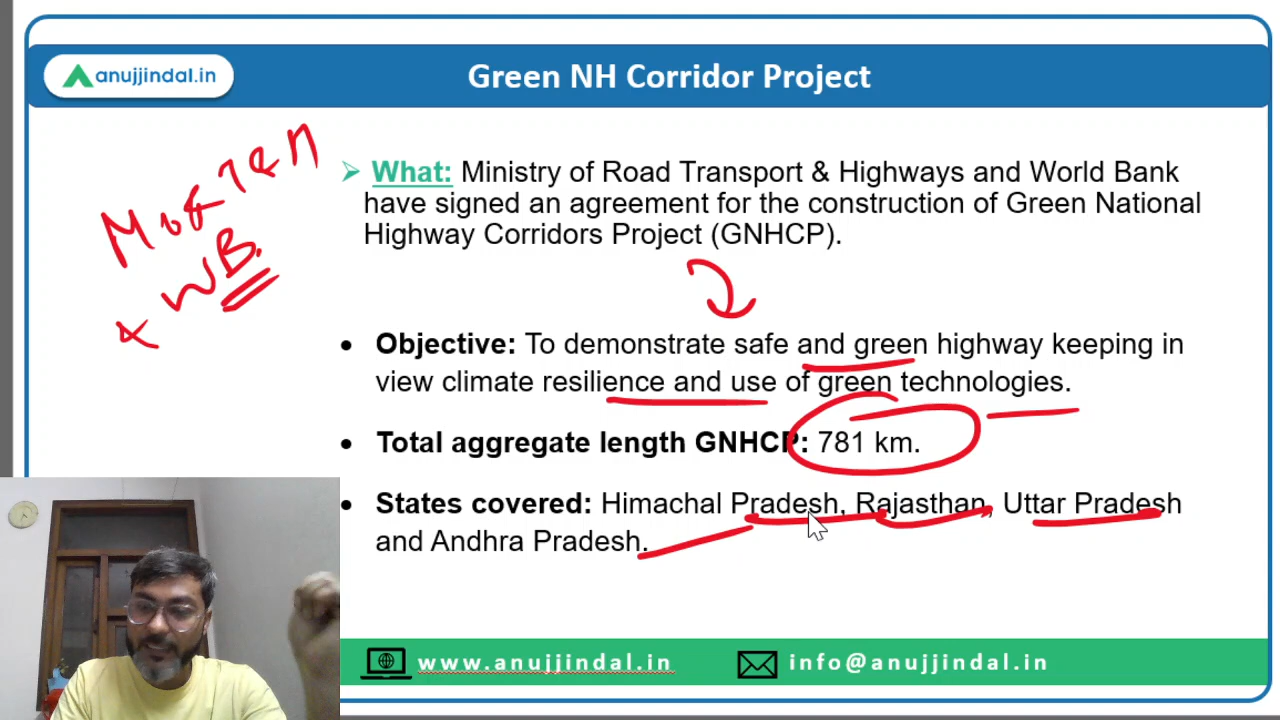 anujjindal.in
Green NH Corridor Project
What: Ministry of Road Transport & Highways and World Bank
have signed an agreement for the construction of Green National
Highway Corridors Project (GNHCP).
MoRT&H
& WB.
Objective: To demonstrate safe and green highway keeping in
view climate resilience and use of green technologies.
Total aggregate length GNHCP: 781 km.
States covered: Himachal Pradesh, Rajasthan, Uttar Pradesh
and Andhra Pradesh.
www.anujjindal.in
info@anujjindal.in